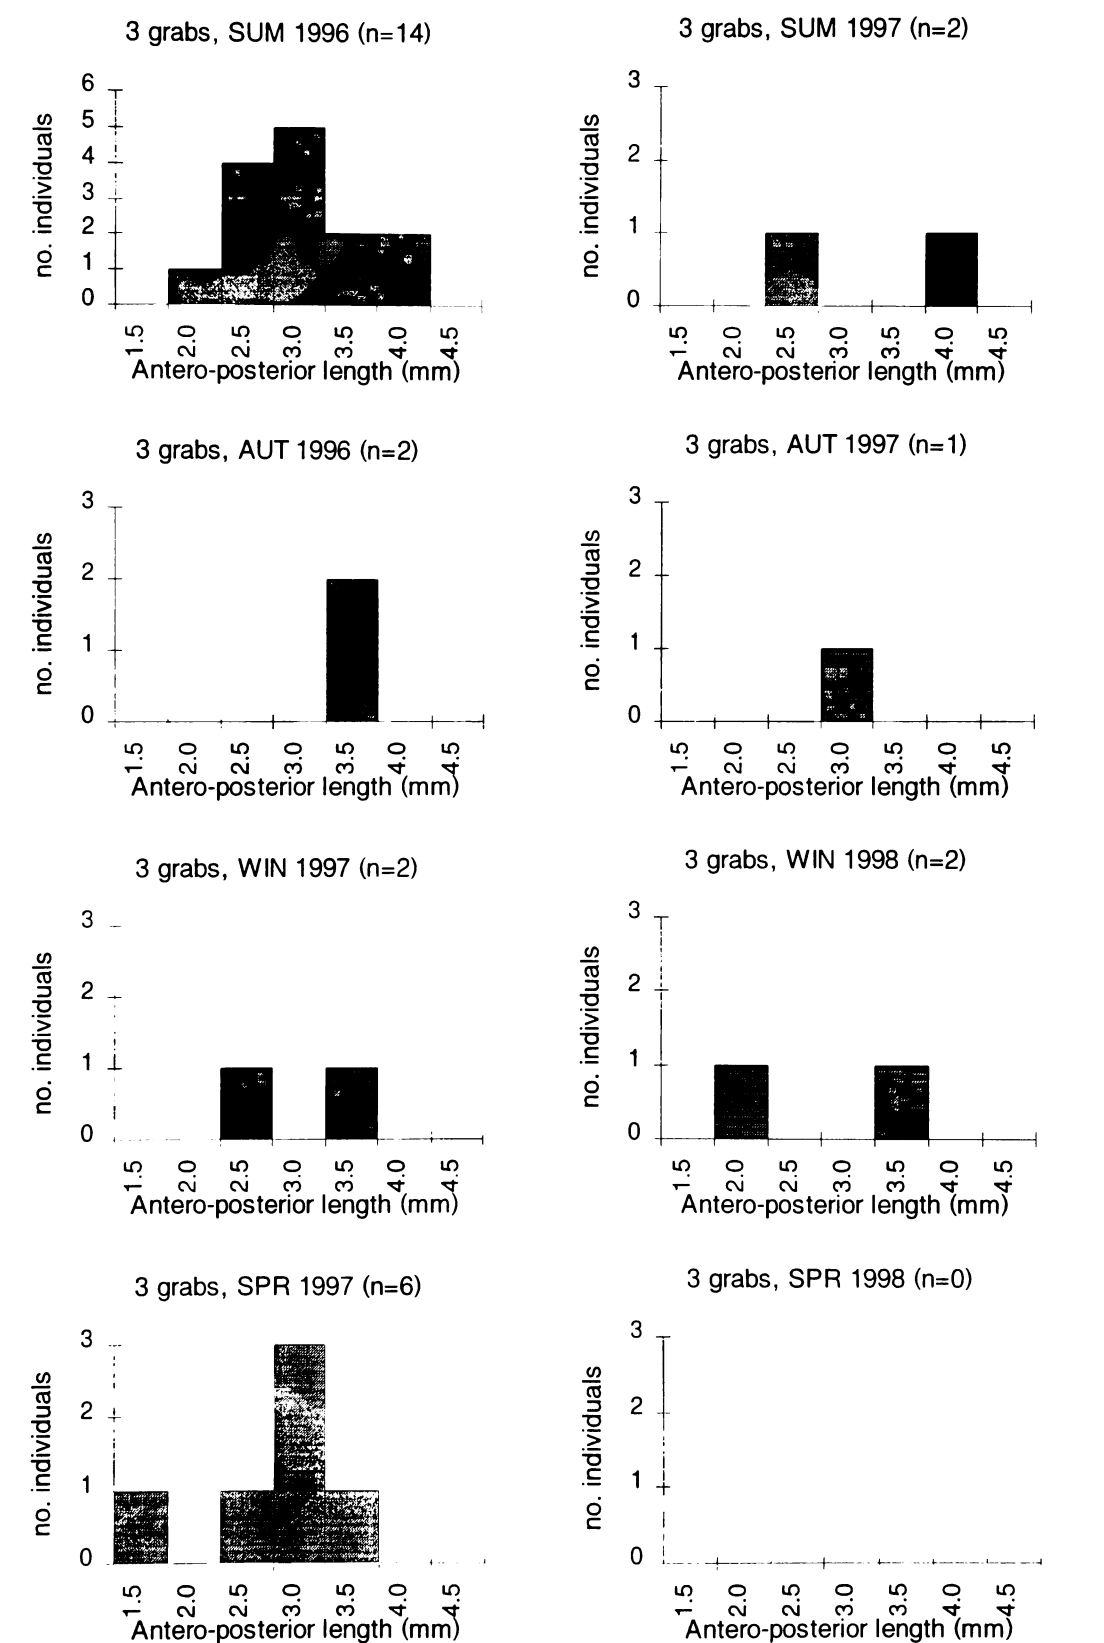 3 grabs, SUM 1996 (n=14)
no. individuals
6
5
4
3
2
1
0
1.5 2.0 2.5 3.0 3.5 4.0 4.5
Antero-posterior length (mm)
3 grabs, SUM 1997 (n=2)
no. individuals
3
2
1
0
1.5 2.0 2.5 3.0 3.5 4.0 4.5
Antero-posterior length (mm)
3 grabs, AUT 1996 (n=2)
no. individuals
3
2
1
0
1.5 2.0 2.5 3.0 3.5 4.0 4.5
Antero-posterior length (mm)
3 grabs, AUT 1997 (n=1)
no. individuals
3
2
1
0
1.5 2.0 2.5 3.0 3.5 4.0 4.5
Antero-posterior length (mm)
3 grabs, WIN 1997 (n=2)
no. individuals
3
2
1
0
1.5 2.0 2.5 3.0 3.5 4.0 4.5
Antero-posterior length (mm)
3 grabs, WIN 1998 (n=2)
no. individuals
3
2
1
0
1.5 2.0 2.5 3.0 3.5 4.0 4.5
Antero-posterior length (mm)
3 grabs, SPR 1997 (n=6)
no. individuals
3
2
1
0
1.5 2.0 2.5 3.0 3.5 4.0 4.5
Antero-posterior length (mm)
3 grabs, SPR 1998 (n=0)
no. individuals
3
2
1
0
1.5 2.0 2.5 3.0 3.5 4.0 4.5
Antero-posterior length (mm)